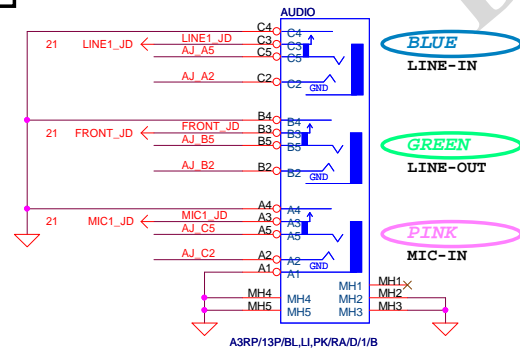 AUDIO
C4 C4
21 LINE1_JD LINE1_JD C3 C3
AJ_A5 C5 C5
AJ_A2 C2 C2
GND
BLUE
LINE-IN
B4 B4
21 FRONT_JD FRONT_JD B3 B3
AJ_B5 B5 B5
AJ_B2 B2 B2
GND
GREEN
LINE-OUT
A4 A4
21 MIC1_JD MIC1_JD A3 A3
AJ_C5 A5 A5
AJ_C2 A2 A2
GND
A1 A1
PINK
MIC-IN
MH1 MH1
MH4 MH4 MH2 MH2
MH5 MH5 MH3 MH3
A3RP/13P/BL,LI,PK/RA/D/1/B